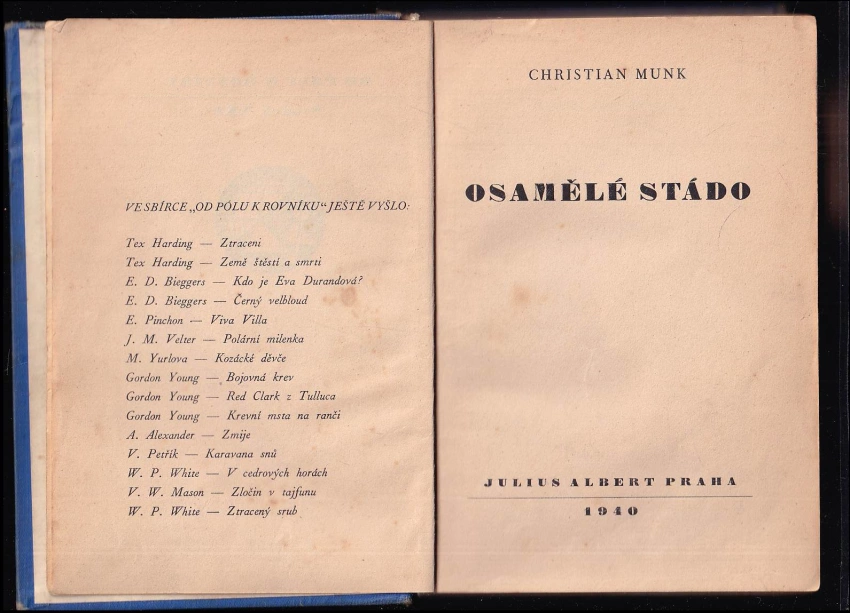 VE SBÍRCE „OD PÓLU K ROVNÍKU“ JEŠTĚ VYŠLO:
Tex Harding — Ztraceni
Tex Harding — Země štěstí a smrti
E. D. Bieggers — Kdo je Eva Durandová?
E. D. Bieggers — Černý velbloud
E. Pinchon — Viva Villa
J. M. Velter — Polární milenka
M. Yurlova — Kozácké děvče
Gordon Young — Bojovná krev
Gordon Young — Red Clark z Tulluca
Gordon Young — Krevní msta na ranči
A. Alexander — Zmije
V. Petřík — Karavana snů
W. P. White — V cedrových horách
V. W. Mason — Zločin v tajfunu
W. P. White — Ztracený srub
CHRISTIAN MUNK
OSAMĚLÉ STÁDO
JULIUS ALBERT PRAHA
1940